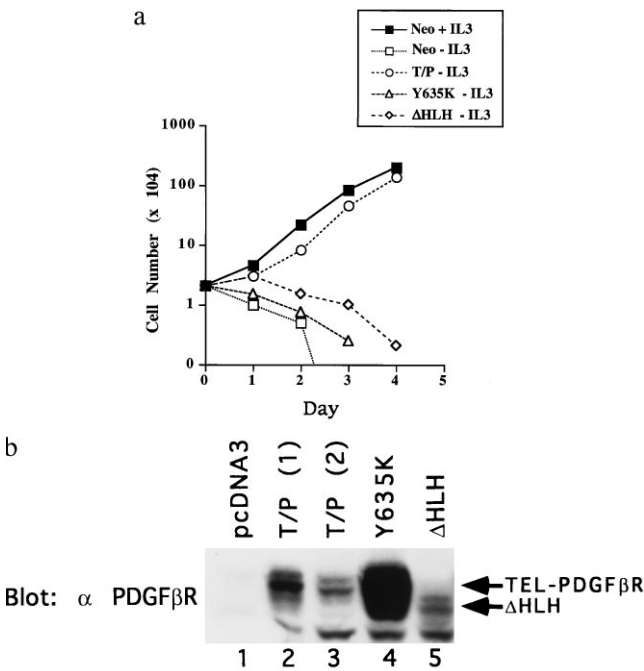 a
Neo + IL3
Neo - IL3
T/P - IL3
Y635K - IL3
ΔHLH - IL3
Cell Number (x 104)
1000
100
10
1
0
0 1 2 3 4 5
Day
b
pcDNA3
T/P (1)
T/P (2)
Y635K
ΔHLH
Blot: α PDGFβR
TEL-PDGFβR
ΔHLH
1 2 3 4 5